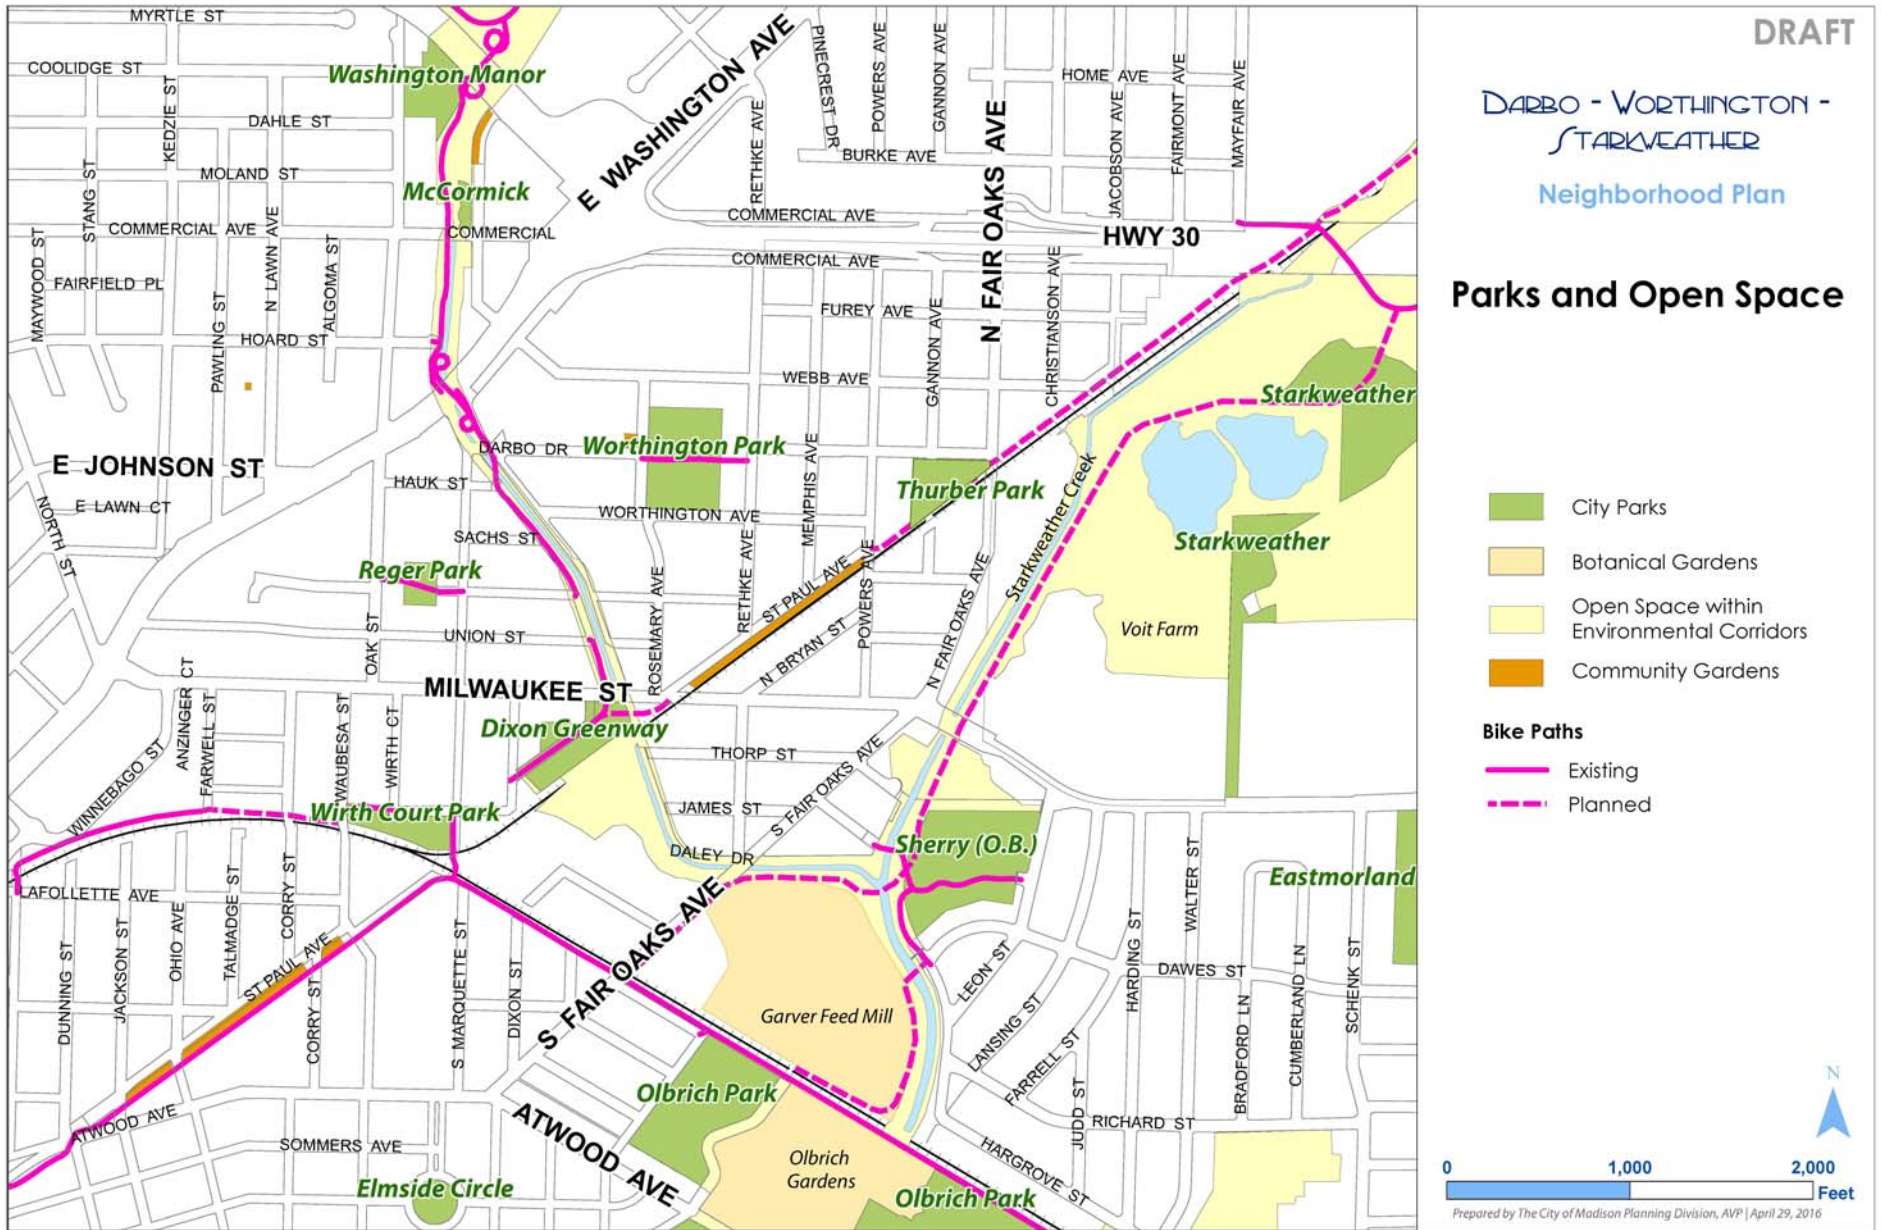 DRAFT
DARBO - WORTHINGTON -
STARKWEATHER
Neighborhood Plan
Parks and Open Space
City Parks
Botanical Gardens
Open Space within
Environmental Corridors
Community Gardens
Bike Paths
Existing
Planned
N
0 1,000 2,000
Feet
Prepared by The City of Madison Planning Division, AVP | April 29, 2016
MYRTLE ST
COOLIDGE ST
KEDZIE ST
DAHLE ST
STANG ST
MOLAND ST
COMMERCIAL AVE
MAYWOOD ST
N LAWN AVE
ALGOMA ST
FAIRFIELD PL
PAWLING ST
HOARD ST
Washington Manor
McCormick
COMMERCIAL
E WASHINGTON AVE
PINECREST DR
POWERS AVE
GANNON AVE
RETHKE AVE
BURKE AVE
N FAIR OAKS AVE
HOME AVE
JACOBSON AVE
FAIRMONT AVE
MAYFAIR AVE
COMMERCIAL AVE
HWY 30
COMMERCIAL AVE
FUREY AVE
GANNON AVE
CHRISTIANSON AVE
WEBB AVE
Starkweather
E JOHNSON ST
E LAWN CT
NORTH ST
DARBO DR
Worthington Park
HAUK ST
WORTHINGTON AVE
MEMPHIS AVE
Thurber Park
Starkweather Creek
Starkweather
SACHS ST
Reger Park
RETHKE AVE
ROSEMARY AVE
ST PAUL AVE
POWERS AVE
N BRYAN ST
N FAIR OAKS AVE
Voit Farm
OAK ST
UNION ST
MILWAUKEE ST
Dixon Greenway
ANZINGER CT
FARWELL ST
WAUBESA ST
WIRTH CT
WINNEBAGO ST
Wirth Court Park
THORP ST
JAMES ST
S FAIR OAKS AVE
DALEY DR
Sherry (O.B.)
Eastmorland
WALTER ST
LAFOLLETTE AVE
DUNNING ST
JACKSON ST
OHIO AVE
TALMADGE ST
CORRY ST
ST PAUL AVE
CORRY ST
S MARQUETTE ST
DIXON ST
S FAIR OAKS AVE
Garver Feed Mill
LEON ST
LANSING ST
FARRELL ST
HARDING ST
DAWES ST
BRADFORD LN
CUMBERLAND LN
SCHENK ST
JUDD ST
RICHARD ST
HARGROVE ST
ATWOOD AVE
SOMMERS AVE
Elmside Circle
ATWOOD AVE
Olbrich Park
Olbrich
Gardens
Olbrich Park